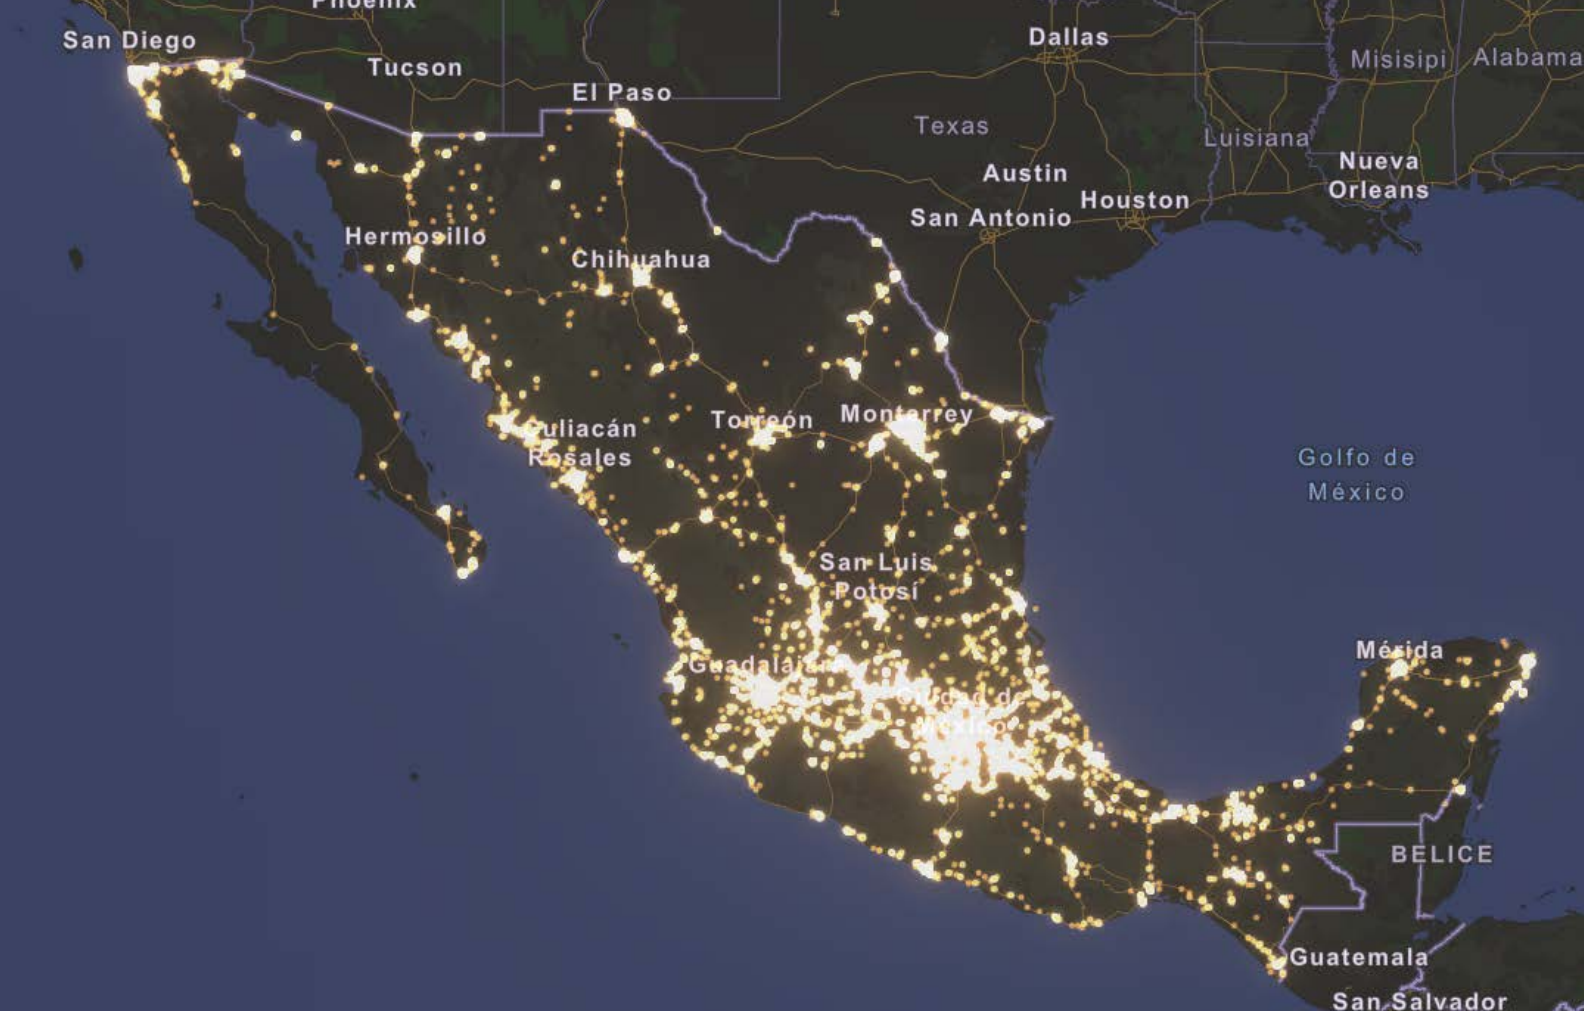 Phoenix
San Diego
Tucson
Dallas
Misisipi
Alabama
El Paso
Texas
Luisiana
Austin
Nueva
Orleans
Houston
San Antonio
Hermosillo
Chihuahua
Torreón
Monterrey
Culiacán
Rosales
Golfo de
México
San Luis
Potosí
Mérida
Guadalajara
Ciudad de
México
BELICE
Guatemala
San Salvador